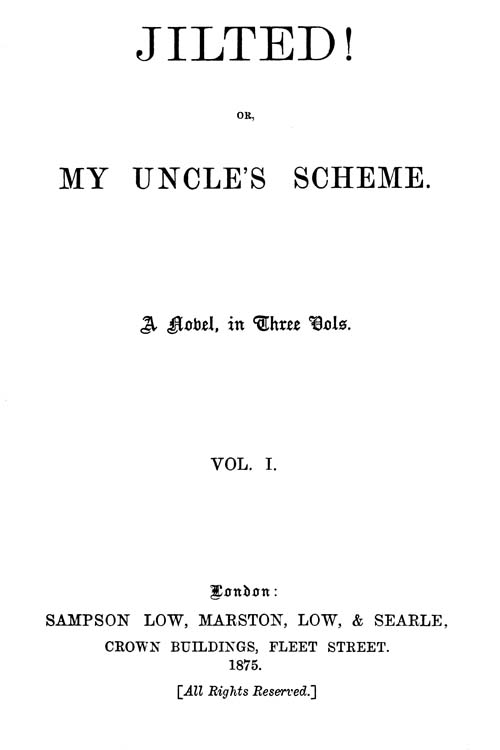 JILTED!
OR,
MY UNCLE'S SCHEME.
A Novel, in Three Vols.
VOL. I.
London:
SAMPSON LOW, MARSTON, LOW, & SEARLE,
CROWN BUILDINGS, FLEET STREET.
1875.
[All Rights Reserved.]